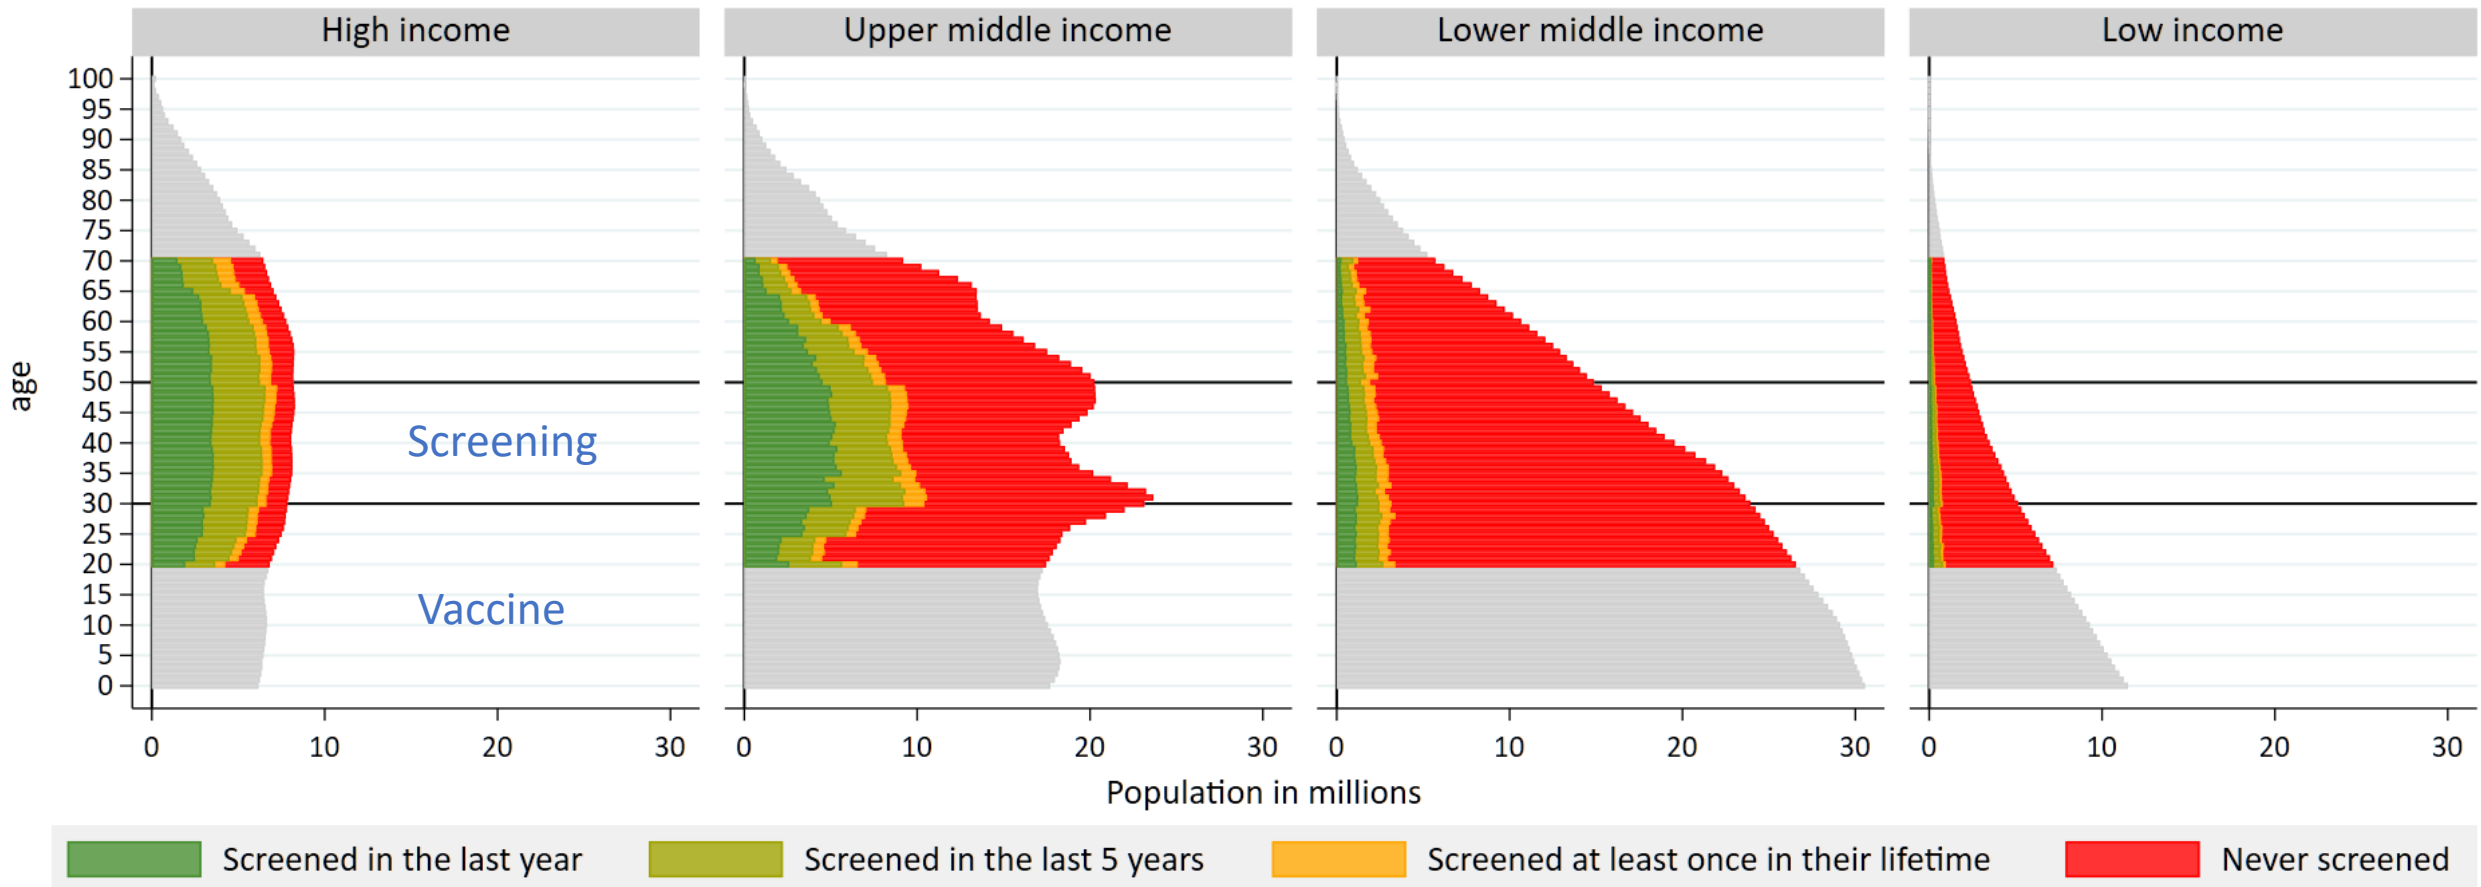 High income
Upper middle income
Lower middle income
Low income
100
95
90
85
80
75
70
65
60
55
50
45
40
35
30
25
20
15
10
5
0
age
Screening
Vaccine
0 10 20 30
0 10 20 30
0 10 20 30
0 10 20 30
Population in millions
Screened in the last year
Screened in the last 5 years
Screened at least once in their lifetime
Never screened